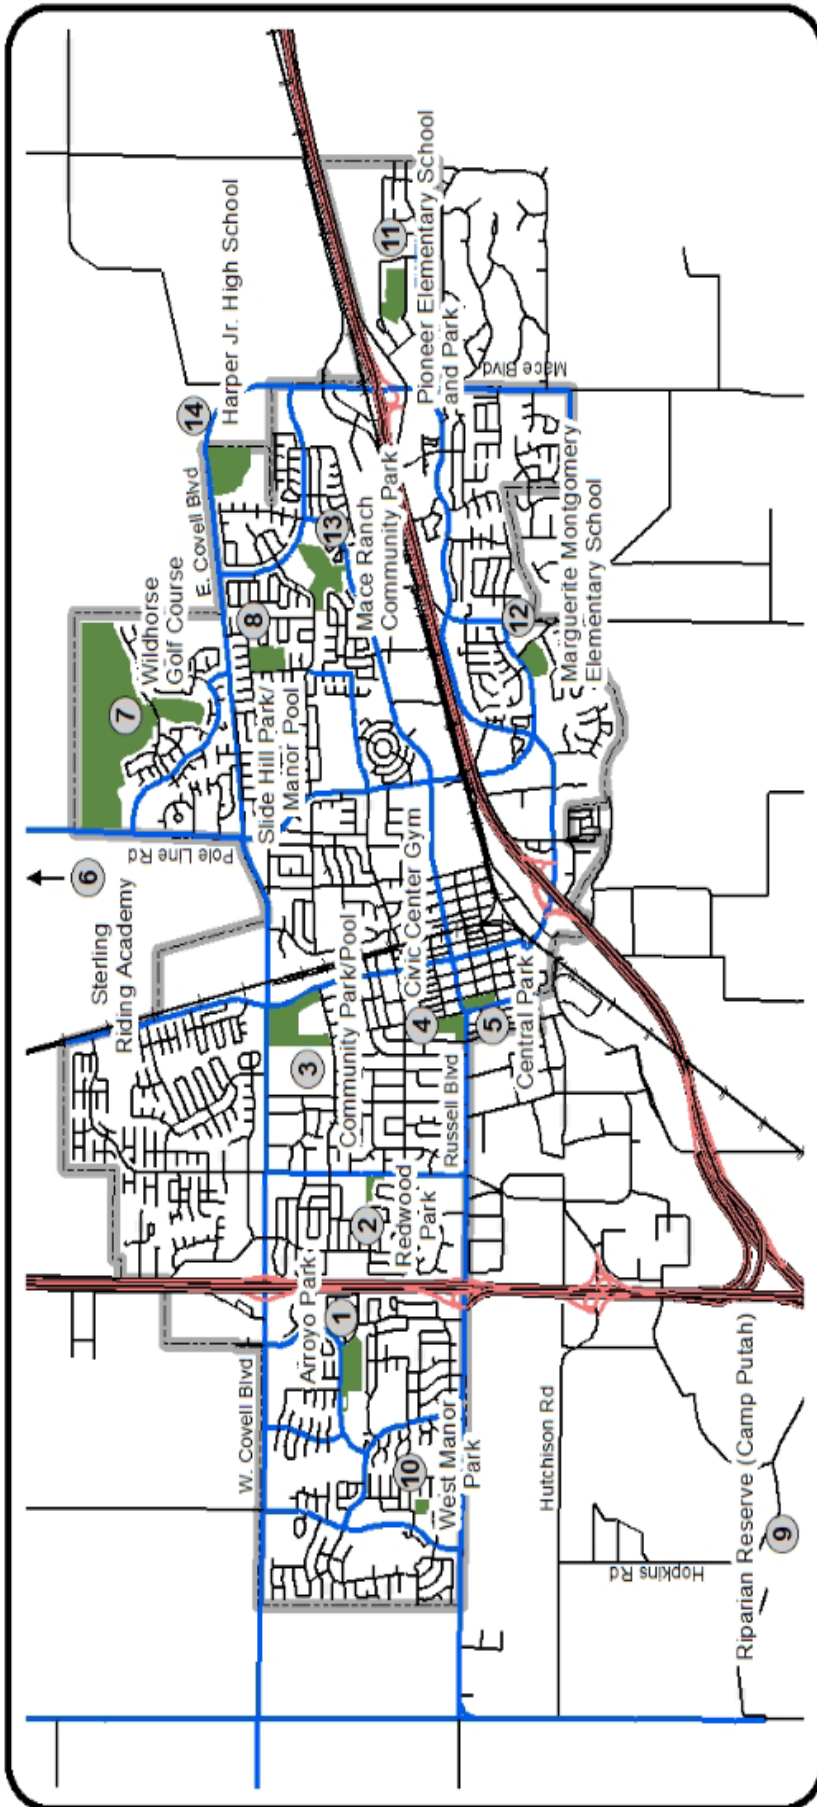 6
Sterling
Riding Academy
Pole Line Rd
7
Wildhorse
Golf Course
E. Covell Blvd
14
Harper Jr. High School
8
Slide Hill Park/
Manor Pool
13
Mace Ranch
Community Park
11
Pioneer Elementary School
and Park
Mace Blvd
W. Covell Blvd
Arroyo Park
1
2
Redwood
Park
3
Community Park/Pool
4
Civic Center Gym
Russell Blvd
5
Central Park
12
Marguerite Montgomery
Elementary School
10
West Manor
Park
Hutchison Rd
Hopkins Rd
Riparian Reserve (Camp Putah)
9